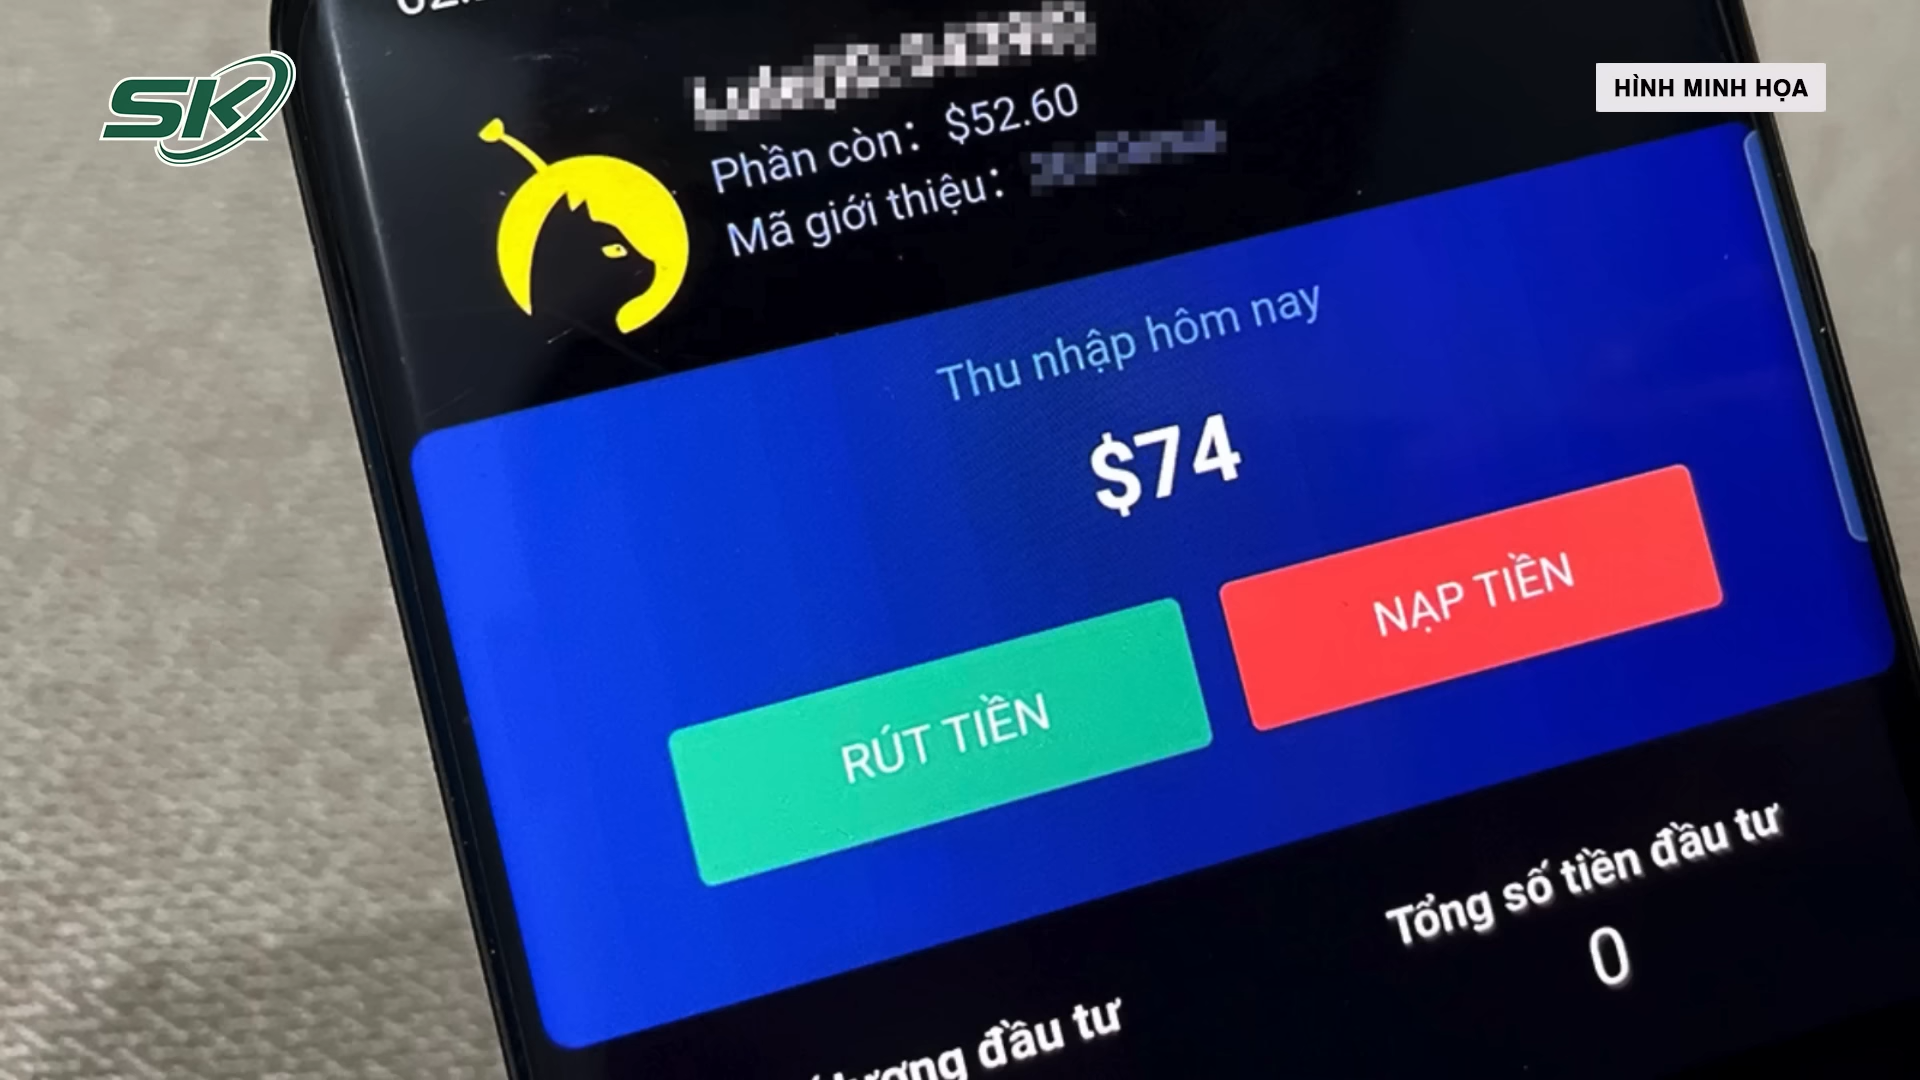 SK
HÌNH MINH HỌA
Phần còn: $52.60
Mã giới thiệu:
Thu nhập hôm nay
$74
RÚT TIỀN
NẠP TIỀN
Tổng số tiền đầu tư
0
đầu tư